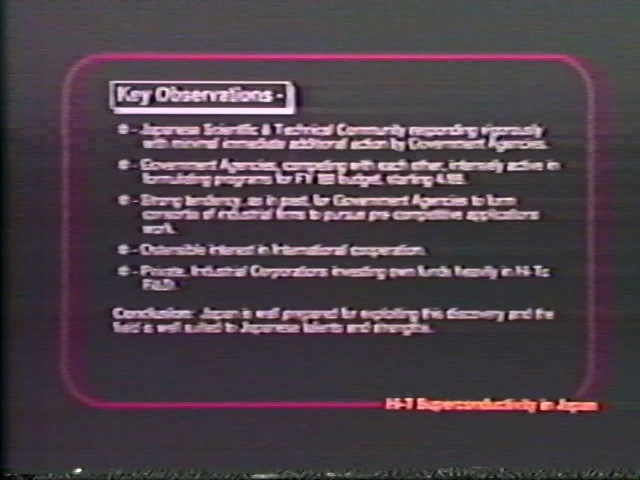 Key Observations -
- Japanese Scientific & Technical Community responding vigorously
with minimal immediate additional action by Government Agencies.
- Government Agencies, competing with each other, intensely active in
formulating programs for FY '88 budget, starting 4/88.
- Strong tendency, as in past, for Government Agencies to form
consortia of industrial firms to pursue pre-competitive applications
work.
- Ostensible interest in International cooperation.
- Private, Industrial Corporations investing own funds heavily in Hi-Tc
R&D.
Conclusion: Japan is well prepared for exploiting this discovery and the
field is well suited to Japanese talents and strengths.
Hi-T Superconductivity in Japan